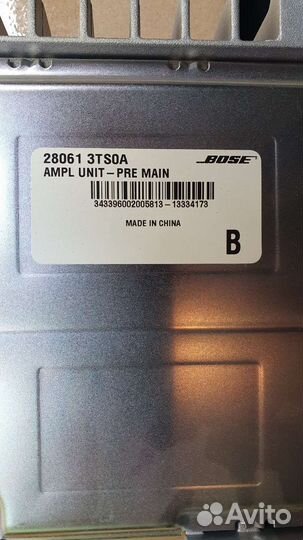 28061 3TS0A BOSE
AMPL UNIT-PRE MAIN
343396002005813-13334173
MADE IN CHINA
B
Avito